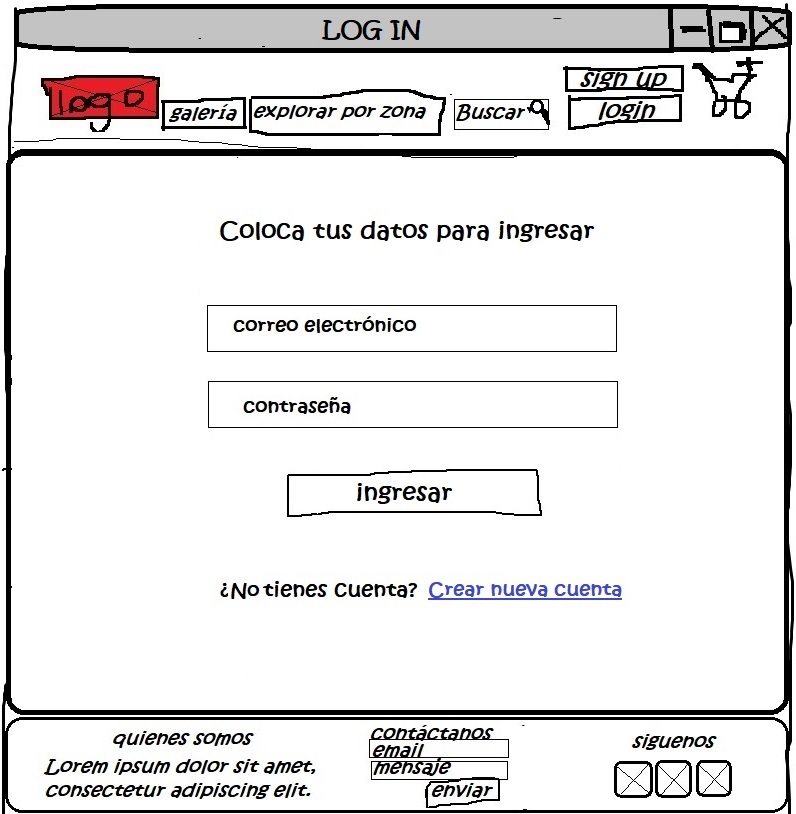 LOG IN
logo
galería
explorar por zona
Buscar
sign up
login
Coloca tus datos para ingresar
correo electrónico
contraseña
ingresar
¿No tienes Cuenta? Crear nueva cuenta
quienes somos
Lorem ipsum dolor sit amet,
consectetur adipiscing elit.
contáctanos
email
mensaje
enviar
siguenos